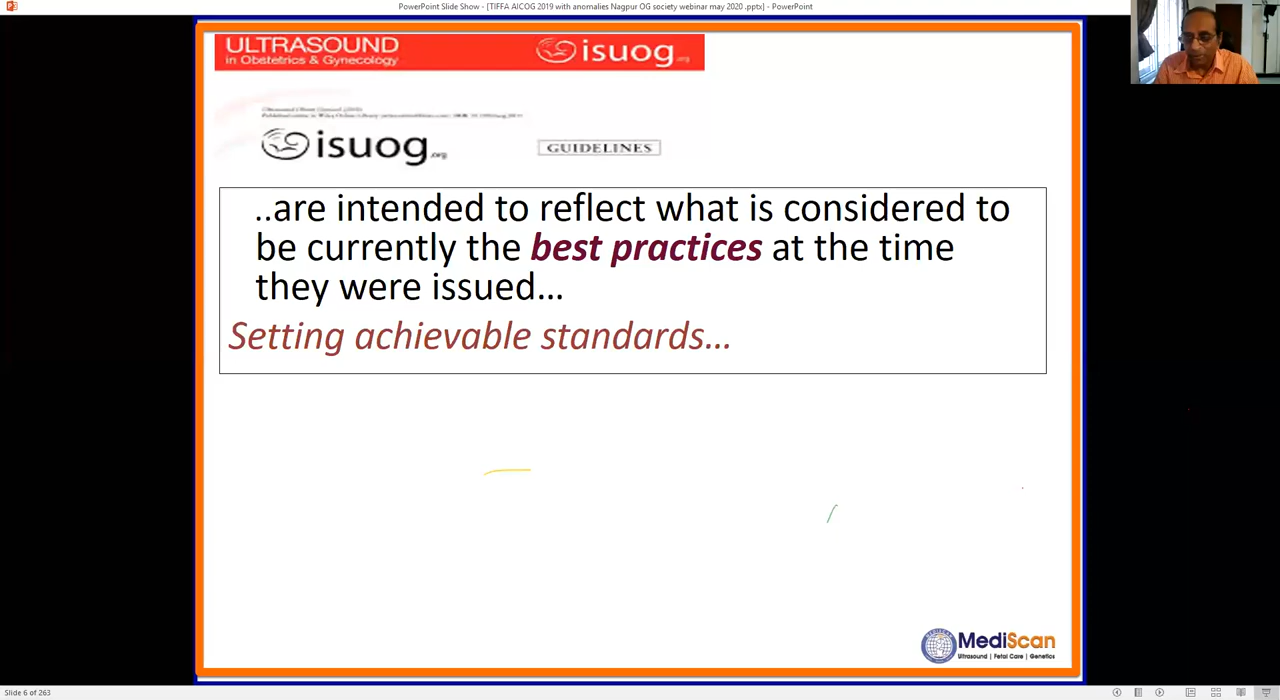 PowerPoint Slide Show - [TIFFA AICOG 2019 with anomalies Nagpur OG society webinar may 2020 .pptx] - PowerPoint
ULTRASOUND
in Obstetrics & Gynecology
isuog.org
isuog.org
GUIDELINES
..are intended to reflect what is considered to
be currently the best practices at the time
they were issued...
Setting achievable standards...
MediScan
Ultrasound | Fetal Care | Genetics
Slide 6 of 263